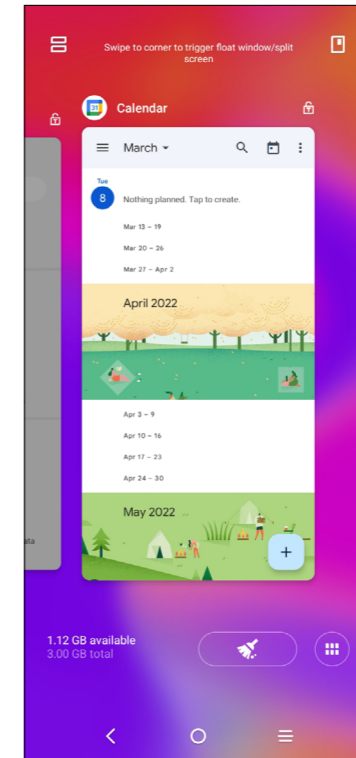 Swipe to corner to trigger float window/split
screen
31
Calendar
March
Tue
8
Nothing planned. Tap to create.
Mar 13 – 19
Mar 20 – 26
Mar 27 – Apr 2
April 2022
Apr 3 – 9
Apr 10 – 16
Apr 17 – 23
Apr 24 – 30
May 2022
ata
1.12 GB available
3.00 GB total